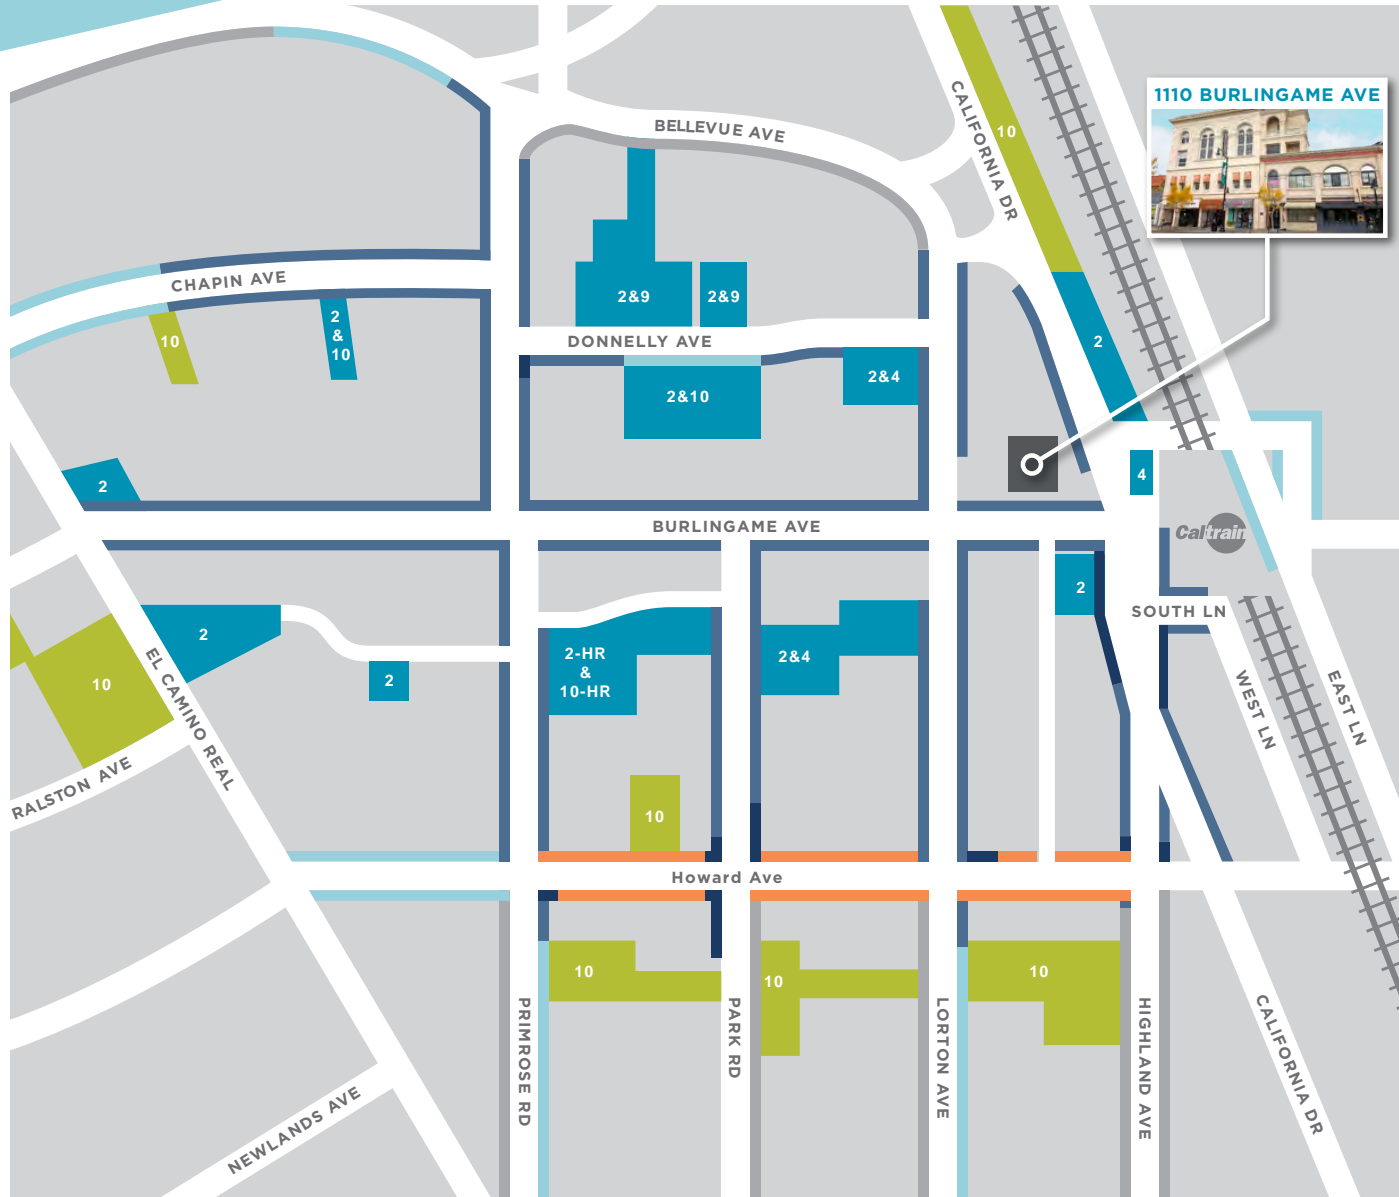 1110 BURLINGAME AVE
CALIFORNIA DR
10
BELLEVUE AVE
CHAPIN AVE
2&9
2&9
2
&
10
10
DONNELLY AVE
2
2&10
2&4
2
4
BURLINGAME AVE
Caltrain
2
SOUTH LN
2
2-HR
&
10-HR
2&4
2
10
EL CAMINO REAL
WEST LN
EAST LN
RALSTON AVE
10
Howard Ave
10
10
10
PRIMROSE RD
PARK RD
LORTON AVE
HIGHLAND AVE
CALIFORNIA DR
NEWLANDS AVE